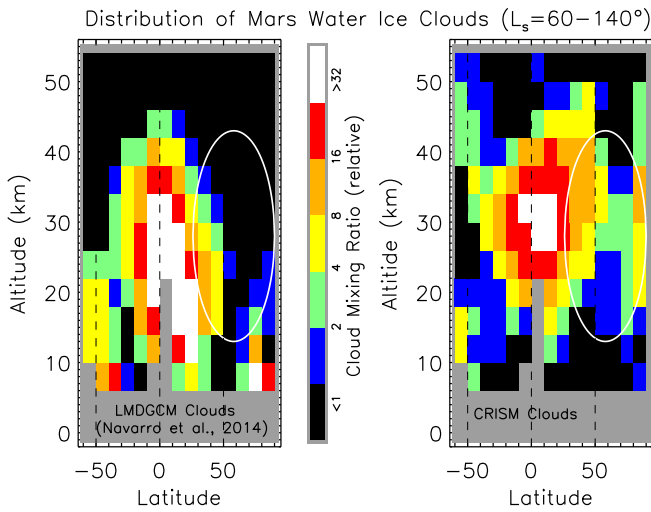 Distribution of Mars Water Ice Clouds (Ls=60-140°)
Altitude (km)
50
40
30
20
10
0
LMDGCM Clouds
(Navarro et al., 2014)
-50 0 50
Latitude
>32
16
8
4
2
<1
Cloud Mixing Ratio (relative)
Altitide (km)
50
40
30
20
10
0
CRISM Clouds
-50 0 50
Latitude